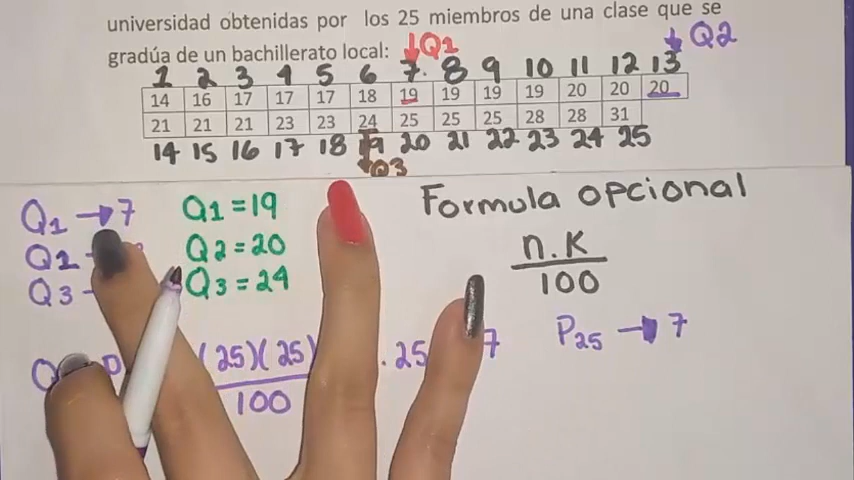 universidad obtenidas por los 25 miembros de una clase que se
gradúa de un bachillerato local:
Q1
Q2
1 2 3 4 5 6 7 8 9 10 11 12 13
14 16 17 17 17 18 19 19 19 19 20 20 20
21 21 21 23 23 24 25 25 25 28 28 31
14 15 16 17 18 19 20 21 22 23 24 25
Q3
Q1 → 7 Q1 = 19 Formula opcional
Q2 Q2 = 20 n.K
Q3 - Q3 = 24 100
P25 → 7
Q (25)(25) .25 7
100